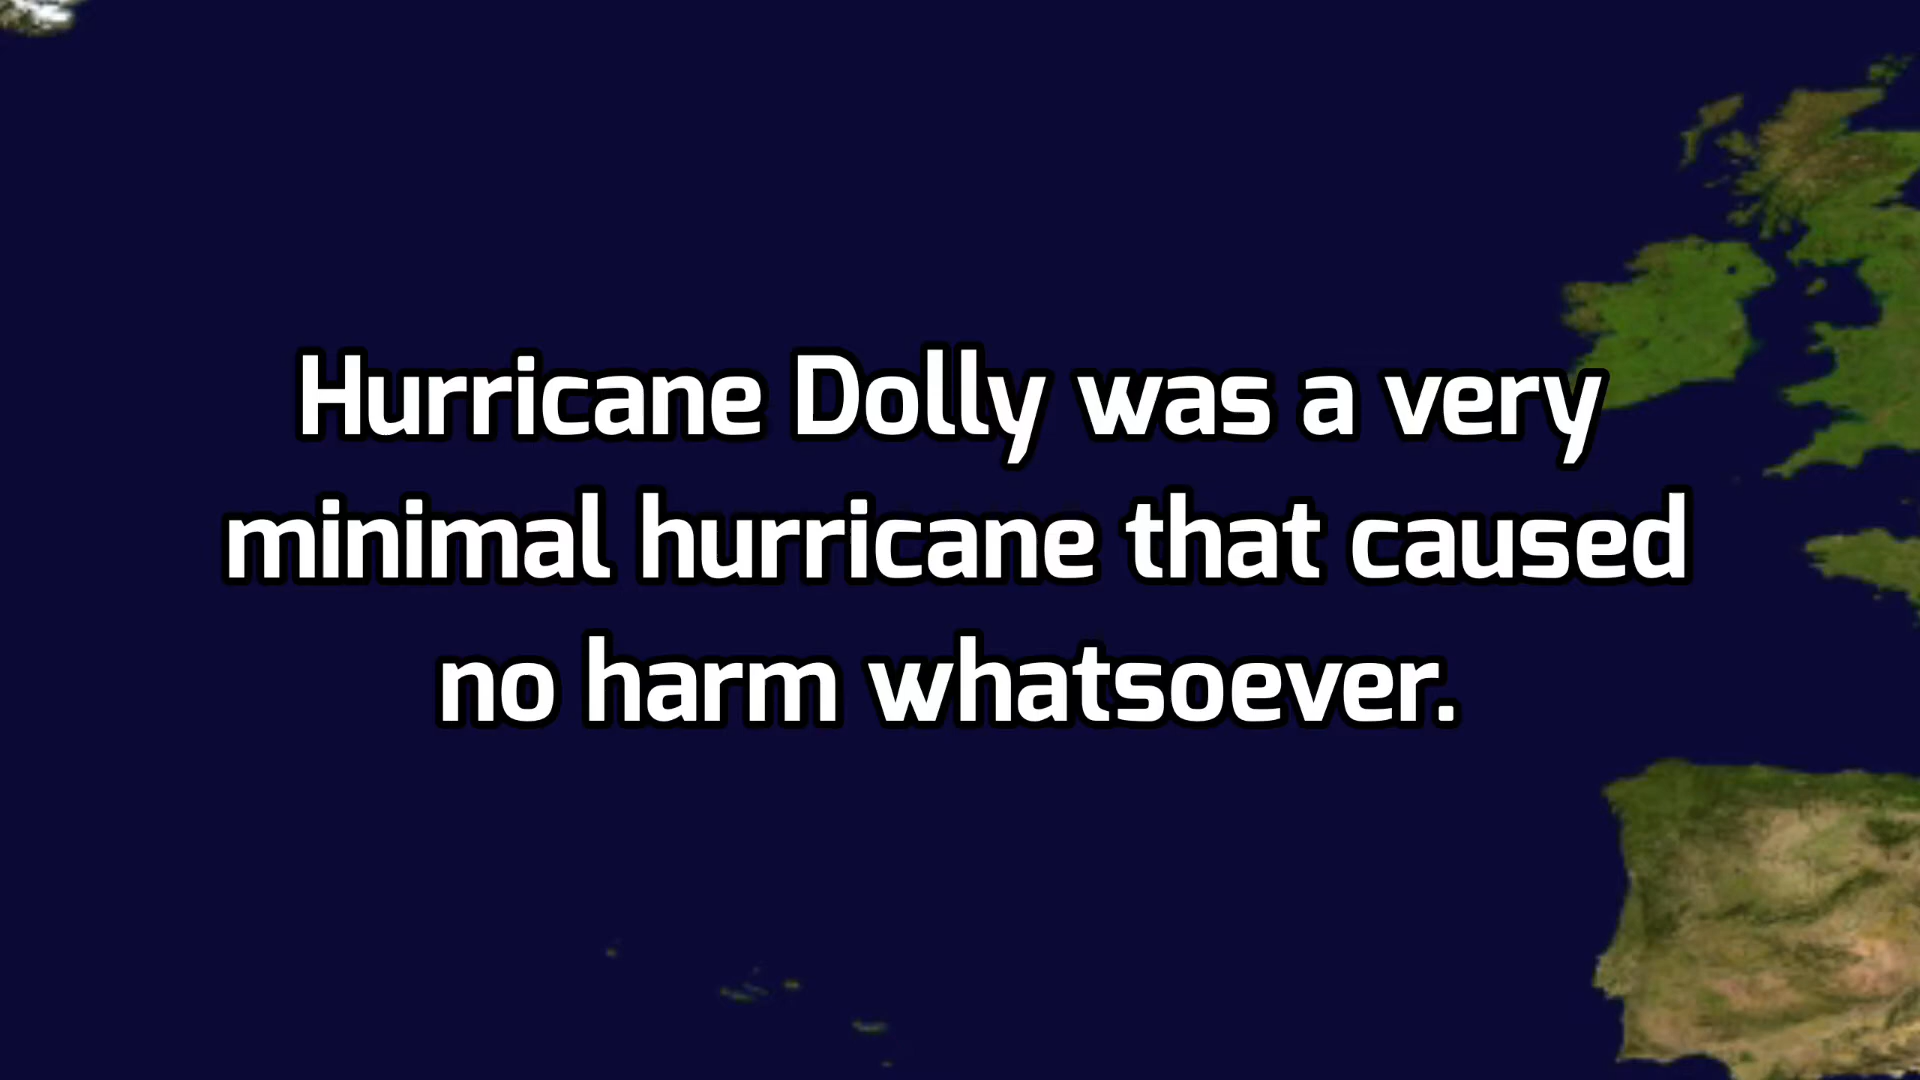 Hurricane Dolly was a very
minimal hurricane that caused
no harm whatsoever.